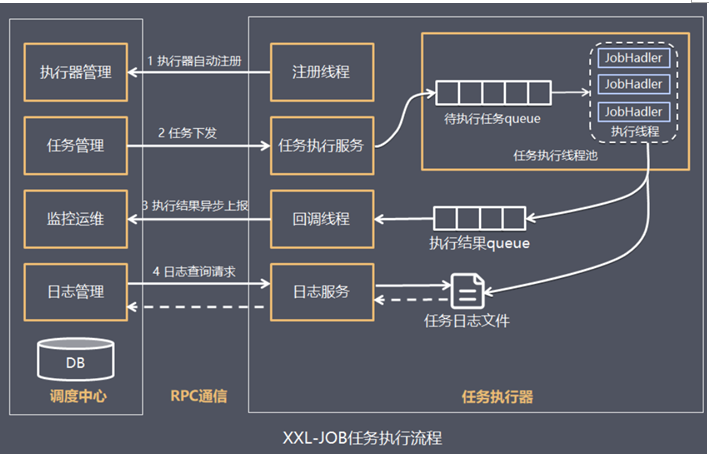 执行器管理
1 执行器自动注册
注册线程
JobHadler
JobHadler
JobHadler
执行线程
待执行任务queue
任务执行线程池
任务管理
2 任务下发
任务执行服务
监控运维
3 执行结果异步上报
回调线程
执行结果queue
日志管理
4 日志查询请求
日志服务
任务日志文件
DB
调度中心
RPC通信
任务执行器
XXL-JOB任务执行流程